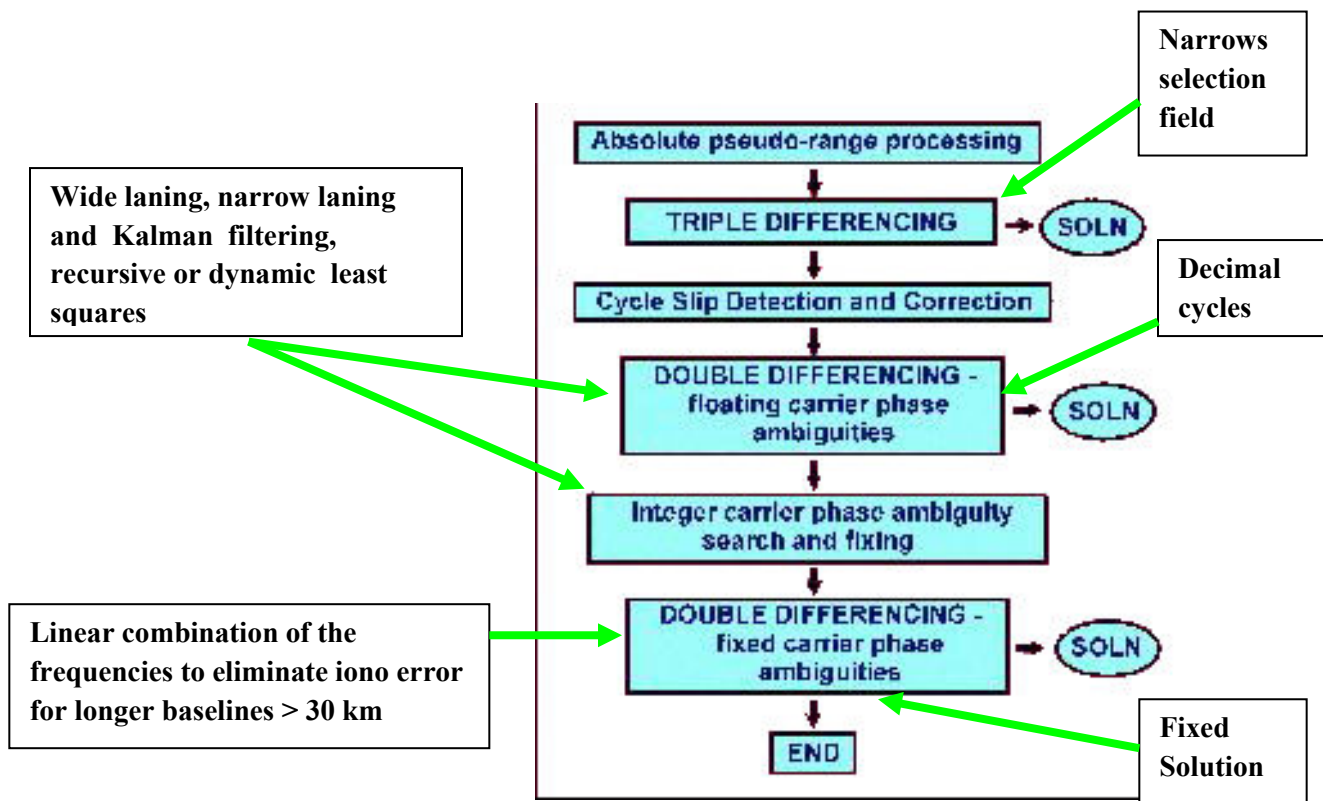 Narrows
selection
field
Absolute pseudo-range processing
Wide laning, narrow laning
and Kalman filtering,
recursive or dynamic least
squares
TRIPLE DIFFERENCING
SOLN
Decimal
cycles
Cycle Slip Detection and Correction
DOUBLE DIFFERENCING -
floating carrier phase
ambiguities
SOLN
Integer carrier phase ambiguity
search and fixing
Linear combination of the
frequencies to eliminate iono error
for longer baselines > 30 km
DOUBLE DIFFERENCING -
fixed carrier phase
ambiguities
SOLN
Fixed
Solution
END